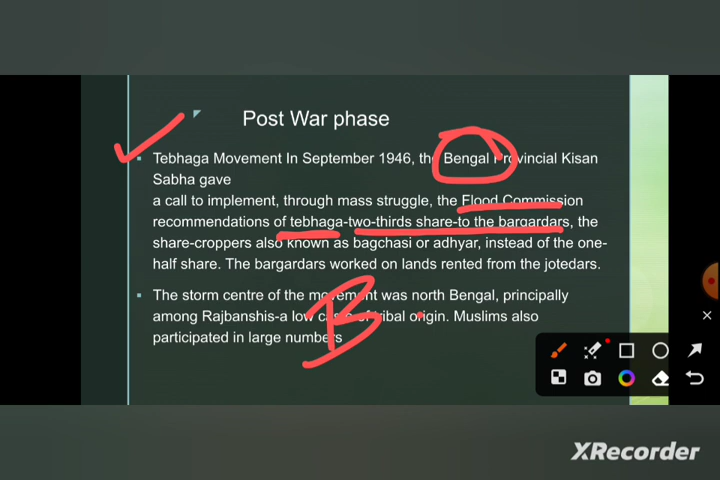 Post War phase
Tebhaga Movement In September 1946, the Bengal Provincial Kisan
Sabha gave
a call to implement, through mass struggle, the Flood Commission
recommendations of tebhaga-two-thirds share-to the bargardars, the
share-croppers also known as bagchasi or adhyar, instead of the one-
half share. The bargardars worked on lands rented from the jotedars.
The storm centre of the movement was north Bengal, principally
among Rajbanshis-a low caste of tribal origin. Muslims also
participated in large numbers
B
XRecorder